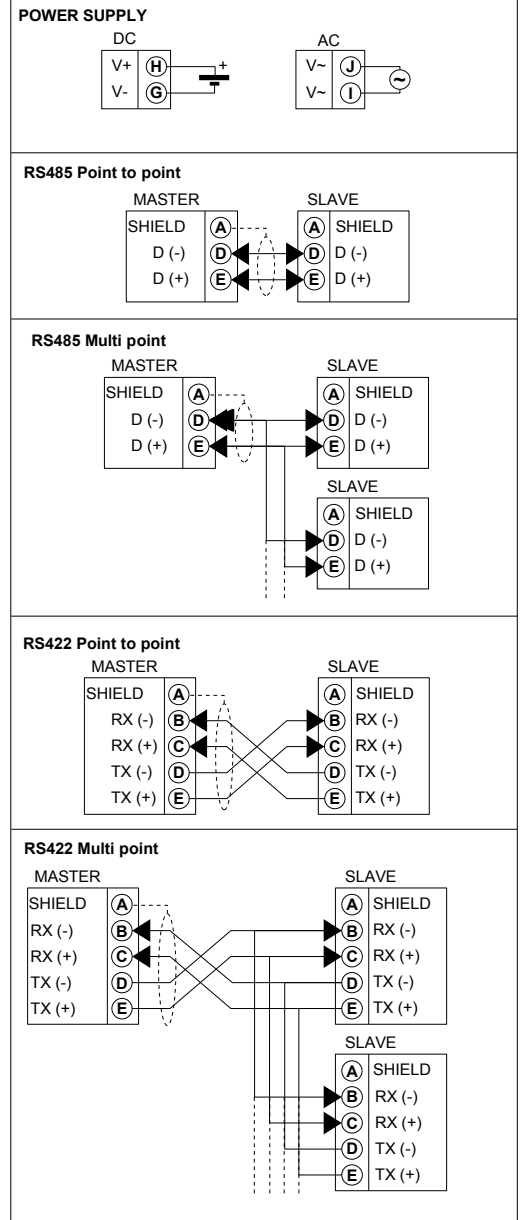 POWER SUPPLY
DC AC
V+ H + V~ J
V- G V~ I ~
RS485 Point to point
MASTER SLAVE
SHIELD A A SHIELD
D (-) D D D (-)
D (+) E E D (+)
RS485 Multi point
MASTER SLAVE
SHIELD A A SHIELD
D (-) D D D (-)
D (+) E E D (+)
SLAVE
A SHIELD
D D (-)
E D (+)
RS422 Point to point
MASTER SLAVE
SHIELD A A SHIELD
RX (-) B B RX (-)
RX (+) C C RX (+)
TX (-) D D TX (-)
TX (+) E E TX (+)
RS422 Multi point
MASTER SLAVE
SHIELD A A SHIELD
RX (-) B B RX (-)
RX (+) C C RX (+)
TX (-) D D TX (-)
TX (+) E E TX (+)
SLAVE
A SHIELD
B RX (-)
C RX (+)
D TX (-)
E TX (+)